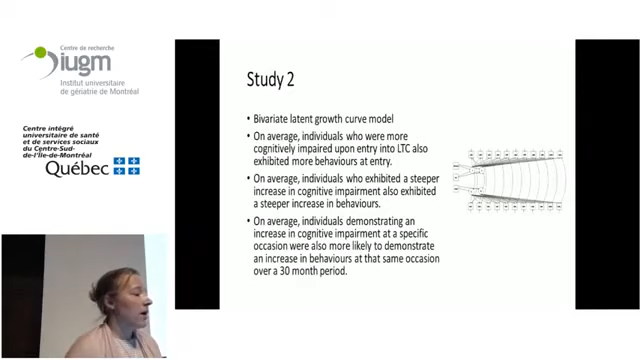 Centre de recherche
iugm
Institut universitaire
de gériatrie de Montréal
Centre intégré
universitaire de santé
et de services sociaux
du Centre-Sud-
de-l'Île-de-Montréal
Québec
Study 2
• Bivariate latent growth curve model
• On average, individuals who were more
cognitively impaired upon entry into LTC also
exhibited more behaviours at entry.
• On average, individuals who exhibited a steeper
increase in cognitive impairment also exhibited
a steeper increase in behaviours.
• On average, individuals demonstrating an
increase in cognitive impairment at a specific
occasion were also more likely to demonstrate
an increase in behaviours at that same occasion
over a 30 month period.